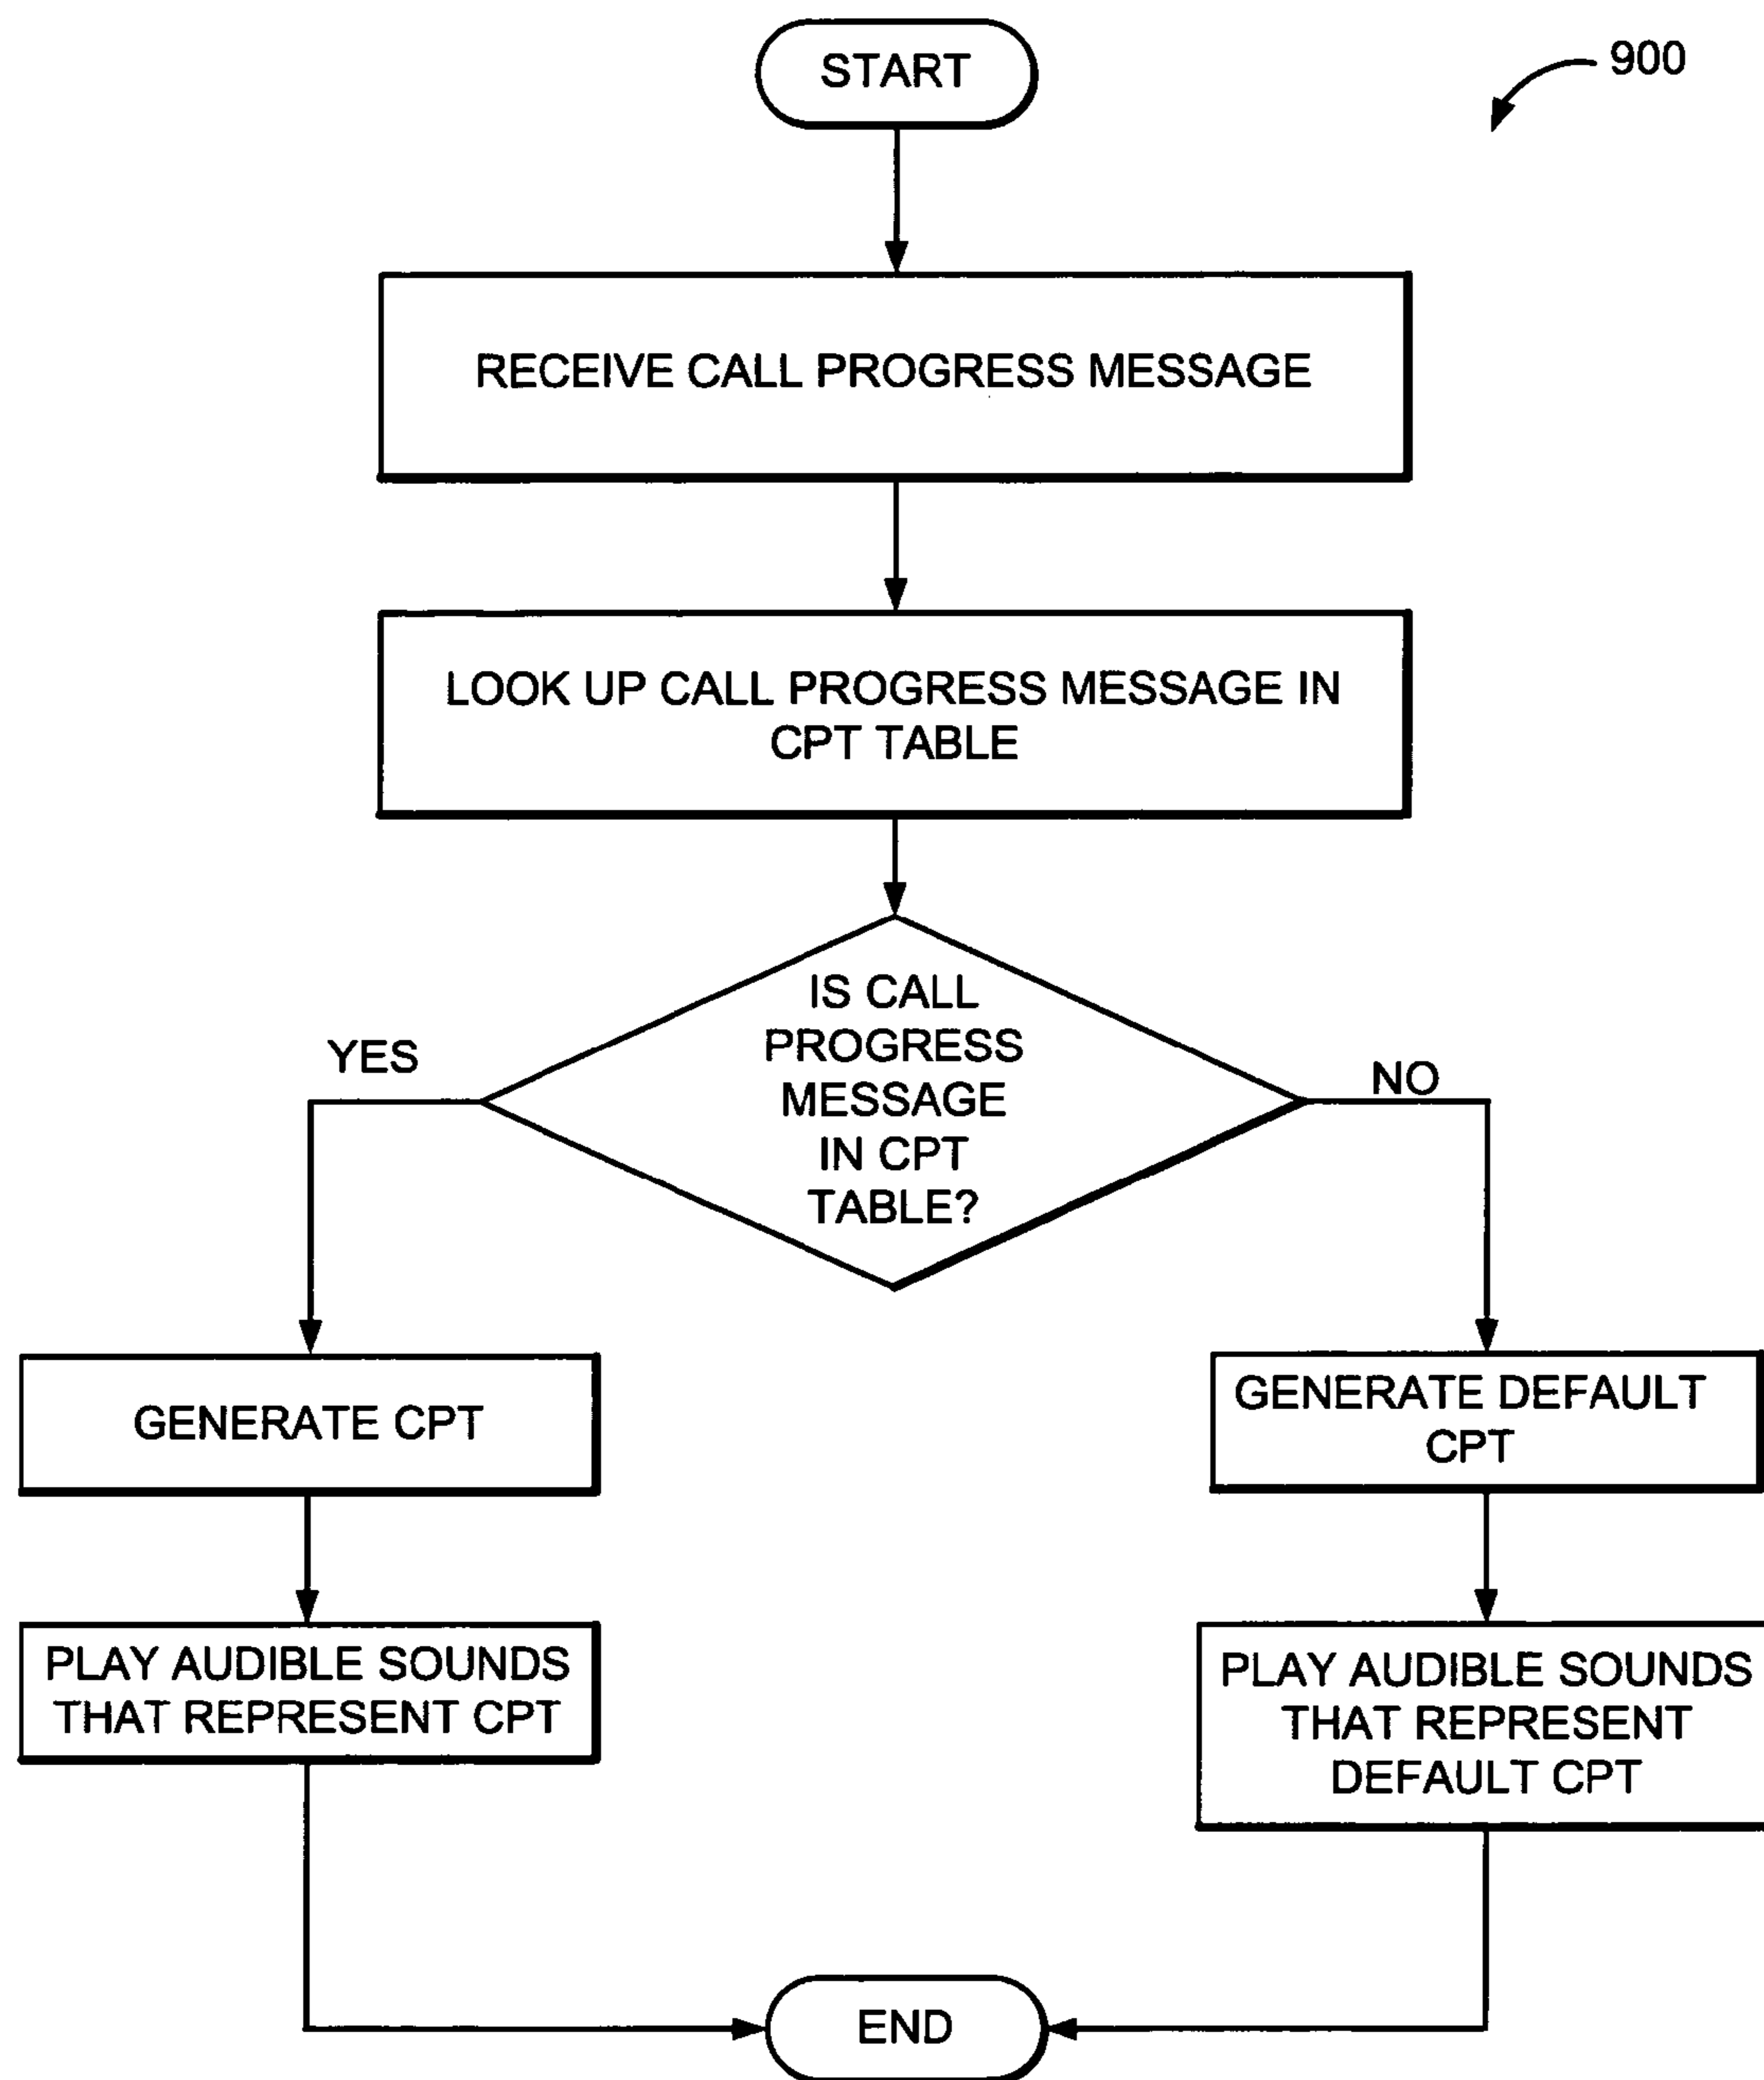 START
900
RECEIVE CALL PROGRESS MESSAGE
LOOK UP CALL PROGRESS MESSAGE IN
CPT TABLE
IS CALL
PROGRESS
MESSAGE
IN CPT
TABLE?
YES
NO
GENERATE CPT
GENERATE DEFAULT
CPT
PLAY AUDIBLE SOUNDS
THAT REPRESENT CPT
PLAY AUDIBLE SOUNDS
THAT REPRESENT
DEFAULT CPT
END